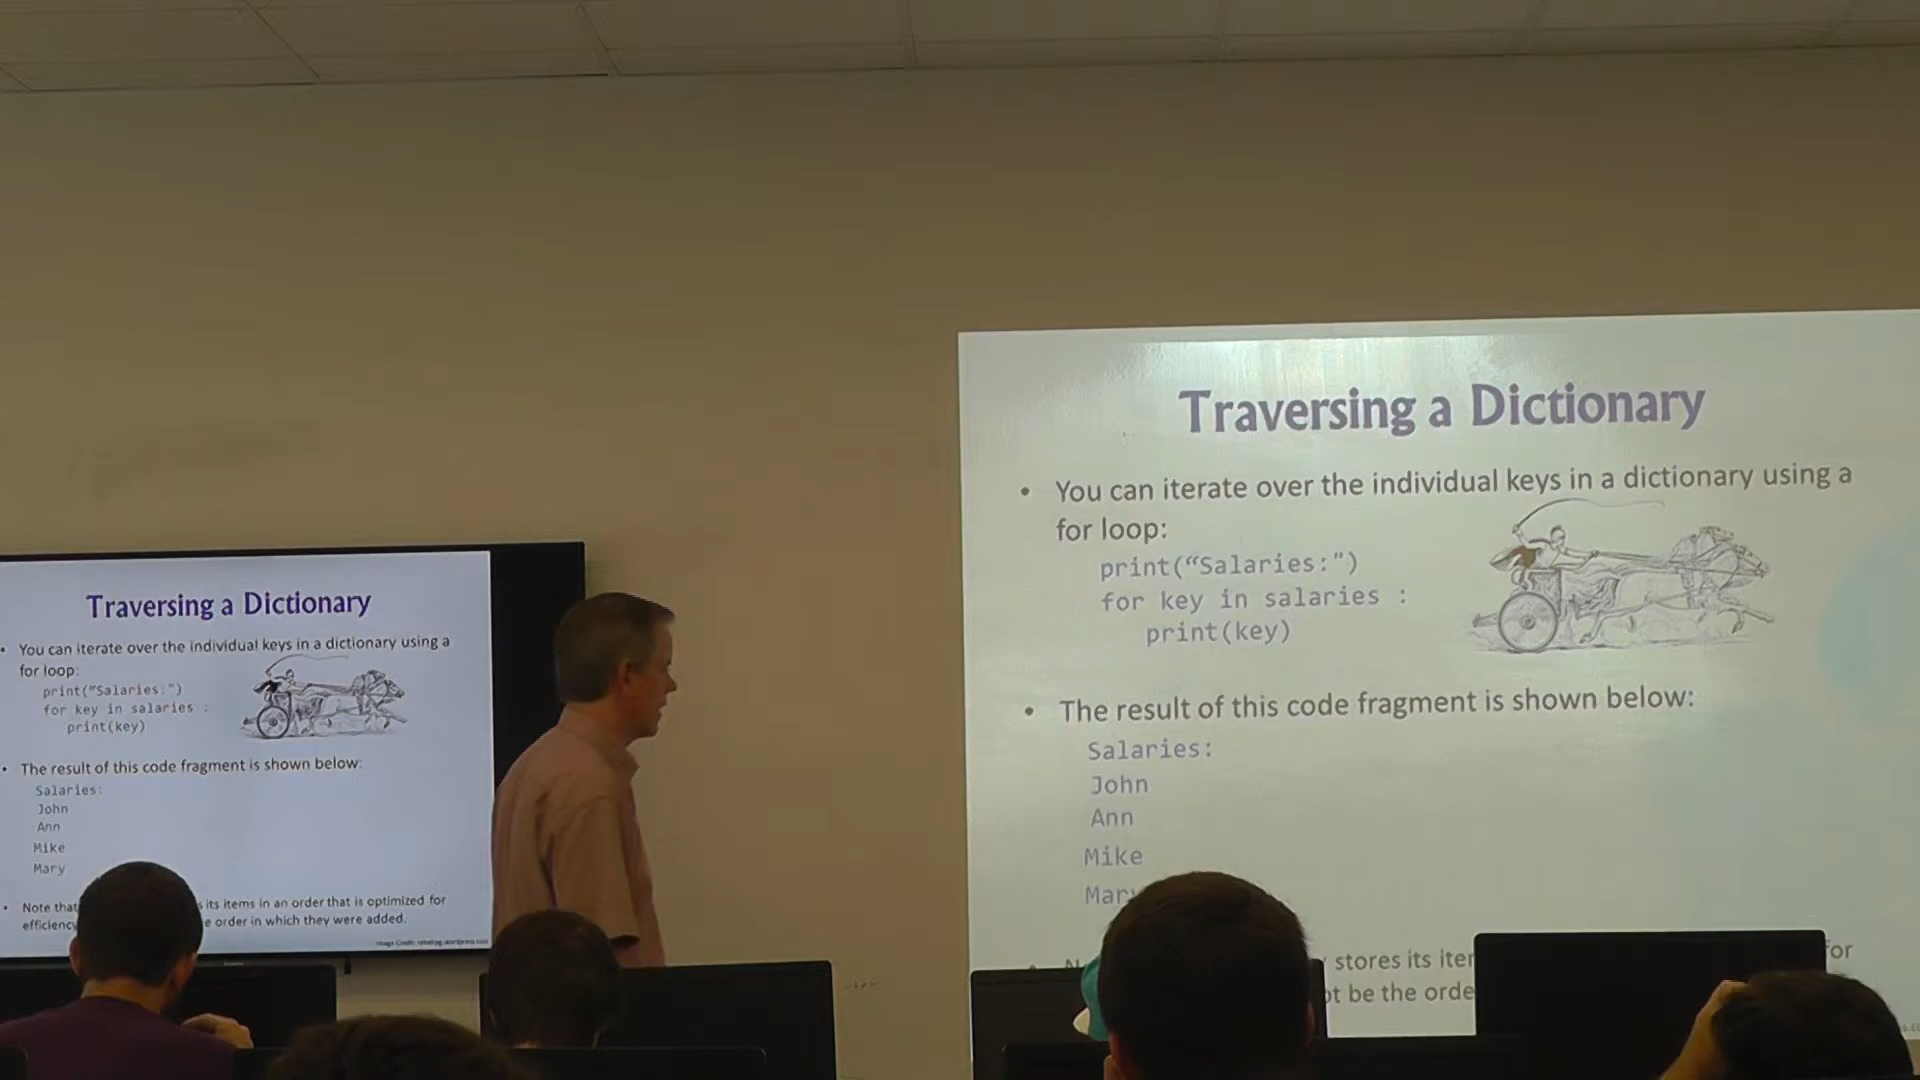 Traversing a Dictionary
• You can iterate over the individual keys in a dictionary using a
for loop:
print("Salaries:")
for key in salaries :
print(key)
• The result of this code fragment is shown below:
Salaries:
John
Ann
Mike
Mary
• Note that its items in an order that is optimized for
efficiency order in which they were added.
Traversing a Dictionary
• You can iterate over the individual keys in a dictionary using a
for loop:
print(“Salaries:")
for key in salaries :
print(key)
• The result of this code fragment is shown below:
Salaries:
John
Ann
Mike
Mary
stores its for
be the